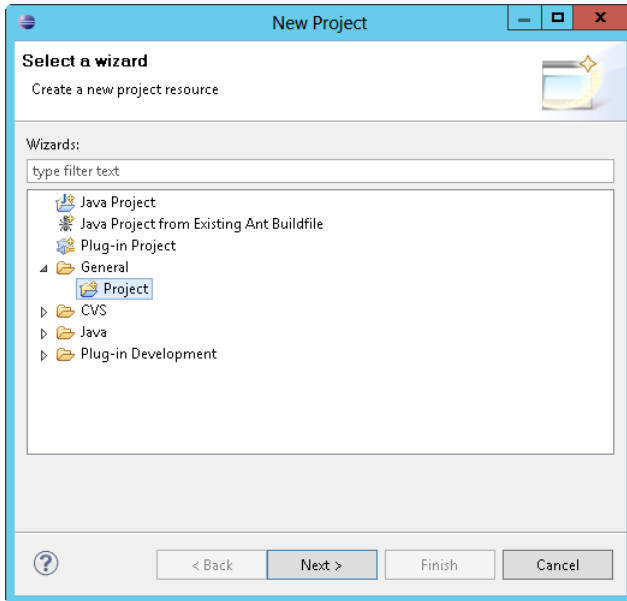 New Project
Select a wizard
Create a new project resource
Wizards:
type filter text
Java Project
Java Project from Existing Ant Buildfile
Plug-in Project
General
Project
CVS
Java
Plug-in Development
? < Back Next > Finish Cancel